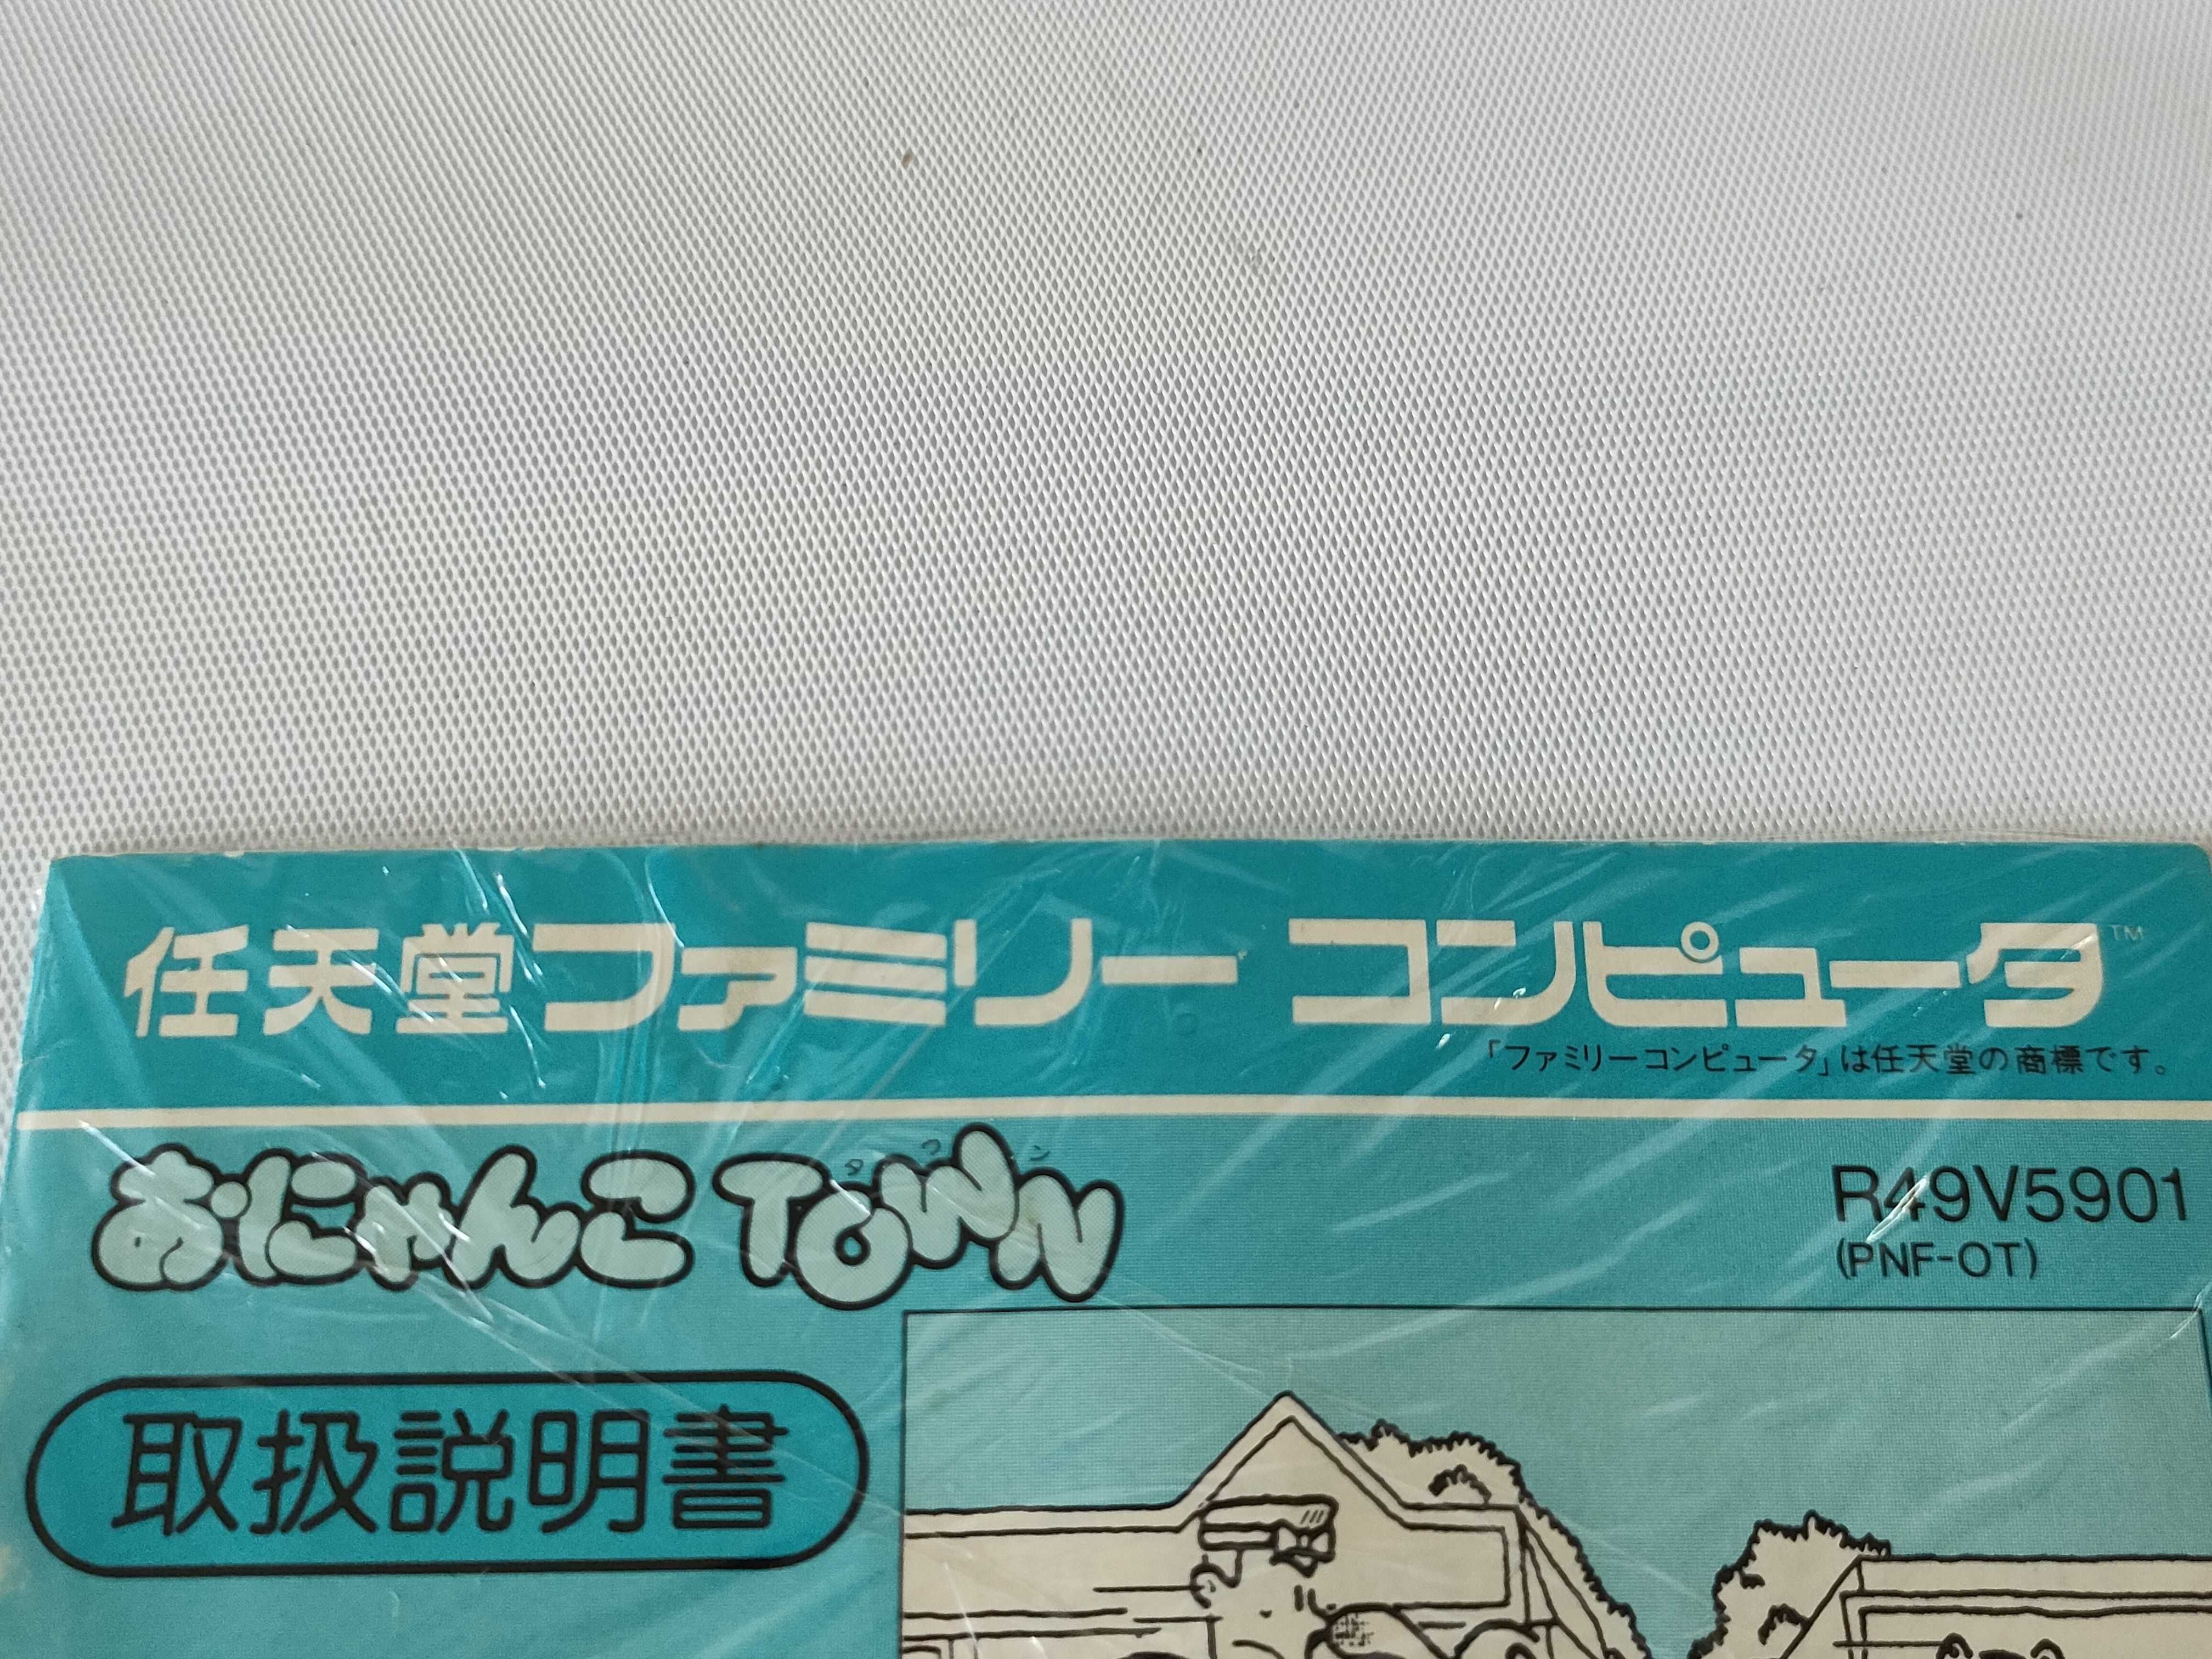 任天堂ファミリー コンピュータ™
「ファミリーコンピュータ」は任天堂の商標です。
タウン
おにゃんこTOWN
R49V5901
(PNF-OT)
取扱説明書